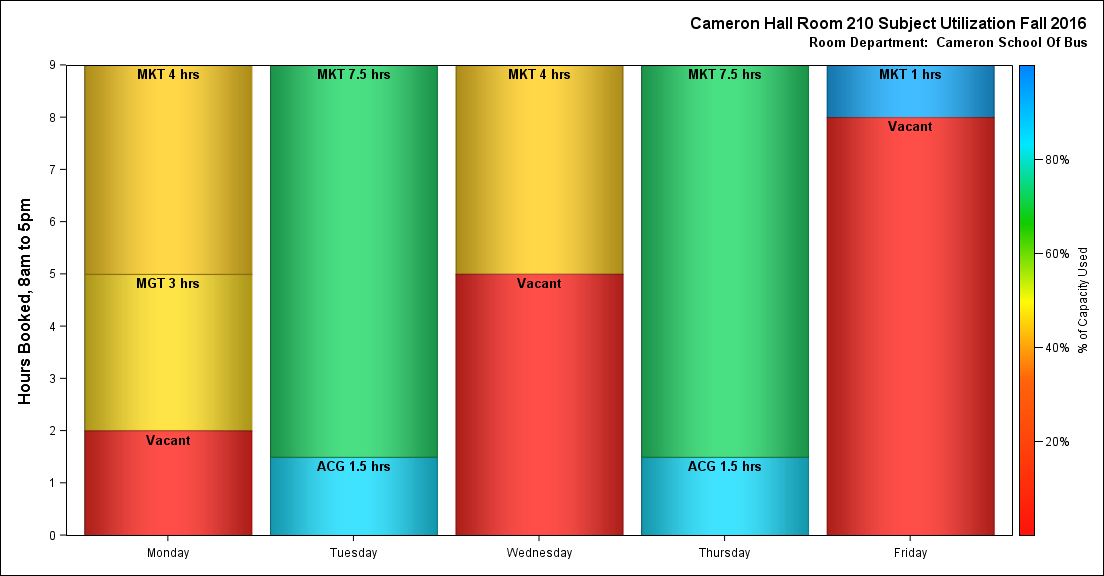 Cameron Hall Room 210 Subject Utilization Fall 2016
Room Department:  Cameron School Of Bus
Hours Booked, 8am to 5pm
9
8
7
6
5
4
3
2
1
0
MKT 4 hrs
MGT 3 hrs
Vacant
MKT 7.5 hrs
ACG 1.5 hrs
MKT 4 hrs
Vacant
MKT 7.5 hrs
ACG 1.5 hrs
MKT 1 hrs
Vacant
Monday
Tuesday
Wednesday
Thursday
Friday
80%
60%
40%
20%
% of Capacity Used